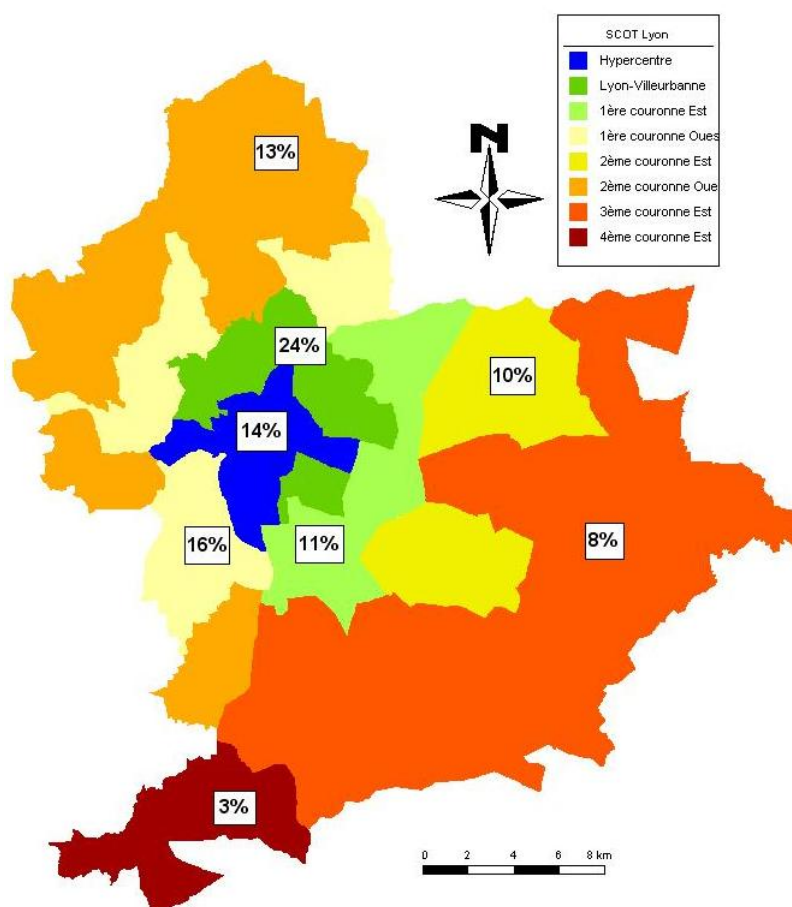 SCOT Lyon
Hypercentre
Lyon-Villeurbanne
1ère couronne Est
1ère couronne Oues
2ème couronne Est
2ème couronne Oue
3ème couronne Est
4ème couronne Est
N
13%
24%
10%
14%
16%
11%
8%
3%
0 2 4 6 8 km